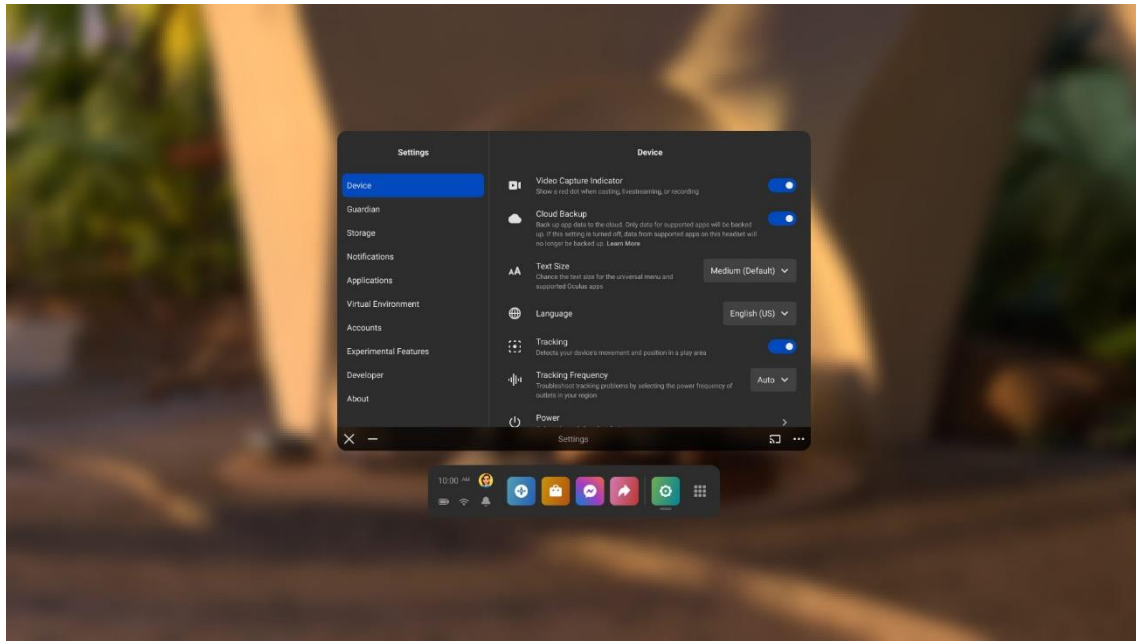 Settings
Device
Guardian
Storage
Notifications
Applications
Virtual Environment
Accounts
Experimental Features
Developer
About
Device
Video Capture Indicator
Show a red dot when casting, livestreaming, or recording
Cloud Backup
Back up app data to the cloud. Only data for supported apps will be backed
up. If this setting is turned off, data from supported apps on this headset will
no longer be backed up. Learn More
Text Size
Chance the text size for the universal menu and
supported Oculus apps
Medium (Default)
Language
English (US)
Tracking
Detects your device's movement and position in a play area
Tracking Frequency
Troubleshoot tracking problems by selecting the power frequency of
outlets in your region
Auto
Power
Settings
10:00 AM